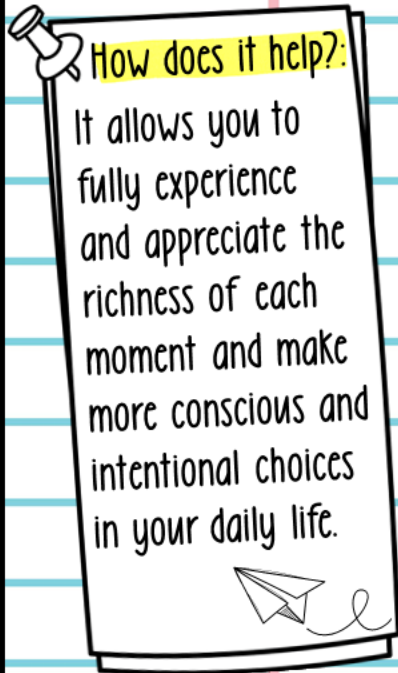 How does it help?:
It allows you to
fully experience
and appreciate the
richness of each
moment and make
more conscious and
intentional choices
in your daily life.